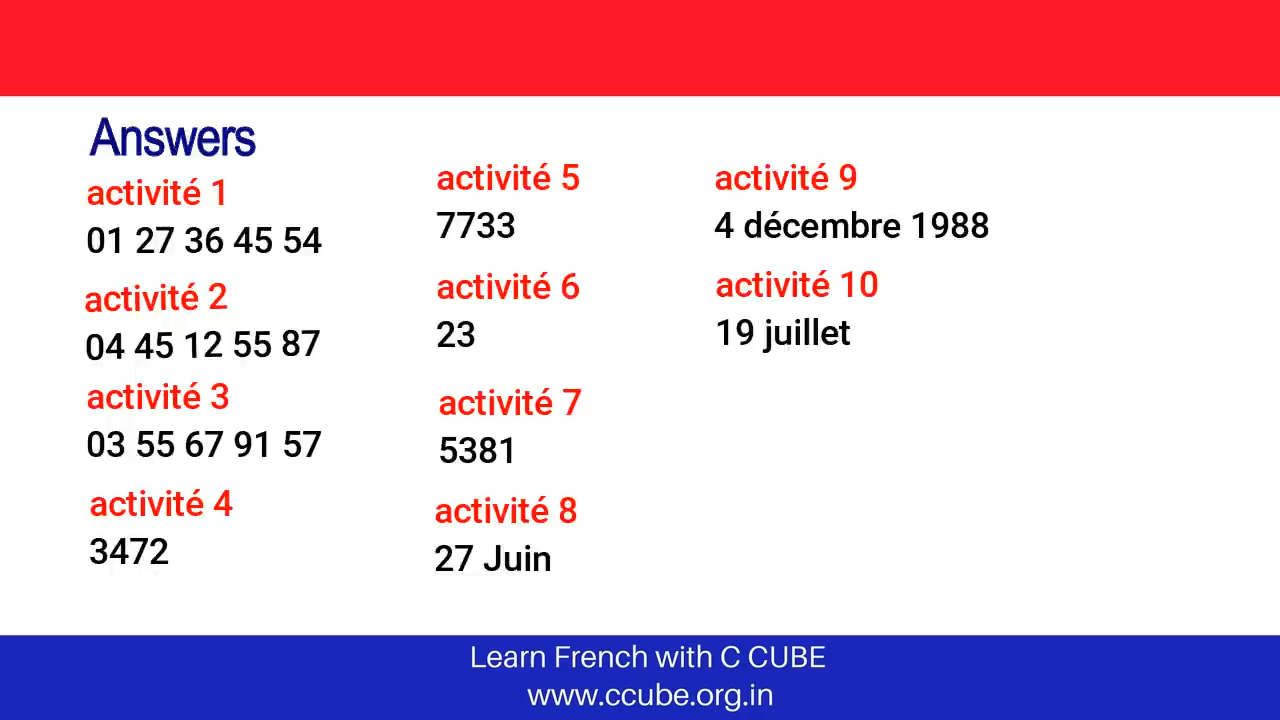 Answers
activité 1
01 27 36 45 54
activité 2
04 45 12 55 87
activité 3
03 55 67 91 57
activité 4
3472
activité 5
7733
activité 6
23
activité 7
5381
activité 8
27 Juin
activité 9
4 décembre 1988
activité 10
19 juillet
Learn French with C CUBE
www.ccube.org.in